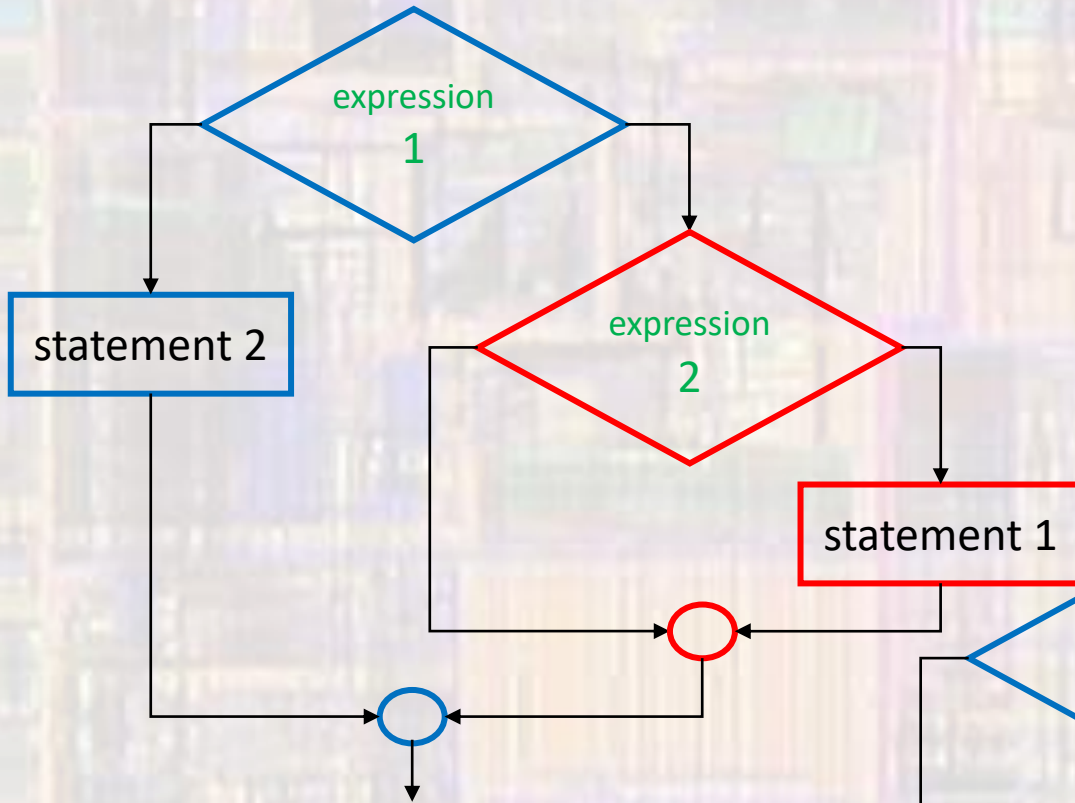 expression
1
expression
2
statement 2
statement 1